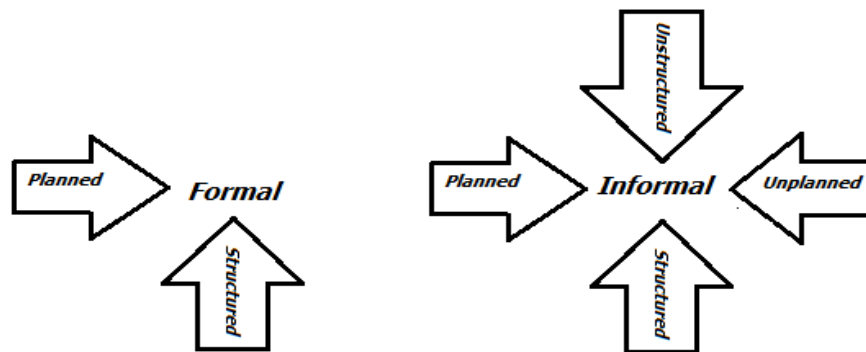 Planned
Formal
Structured
Unstructured
Planned
Informal
Unplanned
Structured